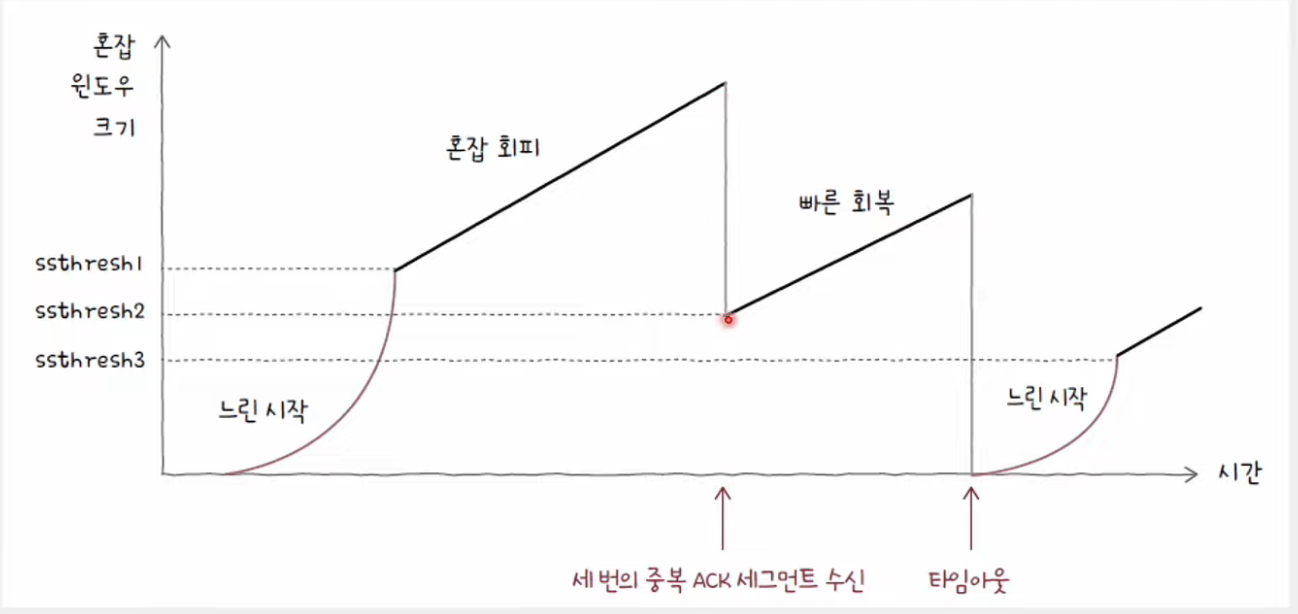 혼잡
윈도우
크기
혼잡 회피
빠른 회복
ssthresh1
ssthresh2
ssthresh3
느린 시작
느린 시작
시간
세 번의 중복 ACK 세그먼트 수신
타임아웃